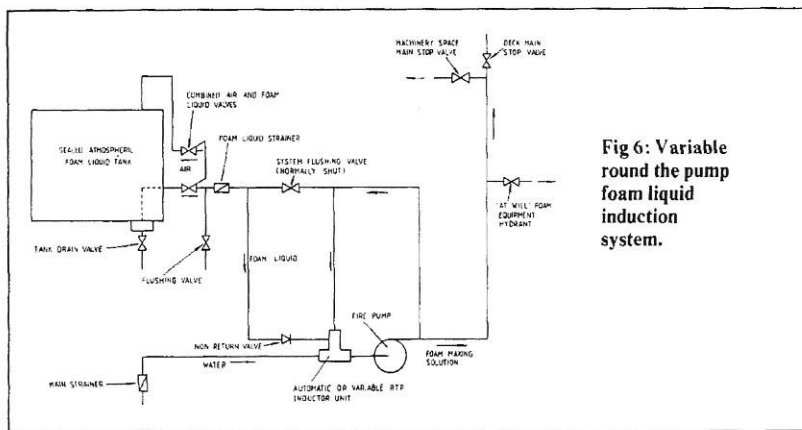 MACHINERY SPACE
MAIN STOP VALVE
DECK MAIN
STOP VALVE
COMBINED AIR AND FOAM
LIQUID VALVES
SEALED ATMOSPHERIC
FOAM LIQUID TANK
FOAM LIQUID STRAINER
AIR
SYSTEM FLUSHING VALVE
(NORMALLY SHUT)
'AT WILL' FOAM
EQUIPMENT
HYDRANT
TANK DRAIN VALVE
FLUSHING VALVE
FOAM LIQUID
FIRE PUMP
NON RETURN VALVE
WATER
FOAM MAKING
SOLUTION
MAIN STRAINER
AUTOMATIC OR VARIABLE RTP
INDUCTOR UNIT
Fig 6: Variable
round the pump
foam liquid
induction
system.